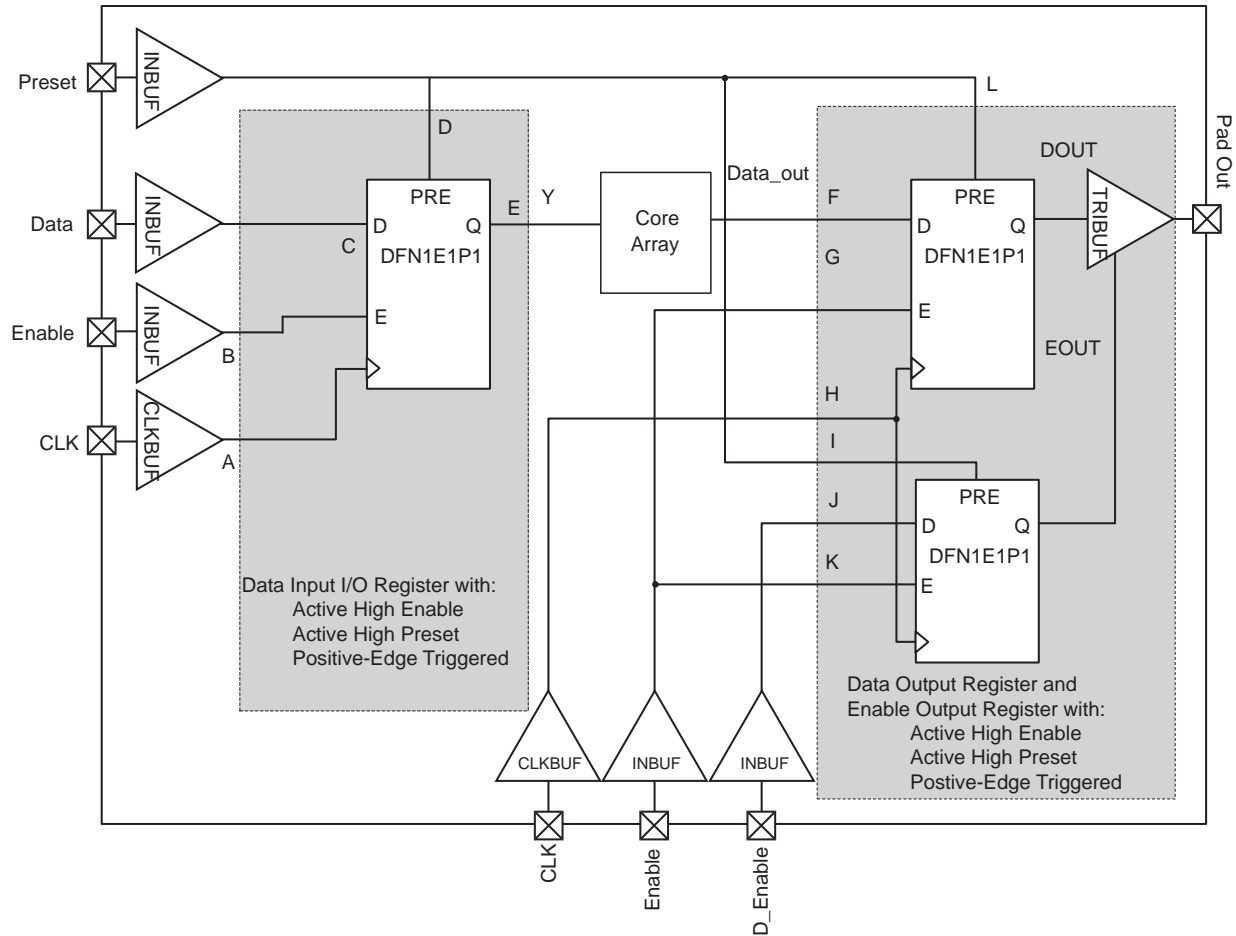 Preset
INBUF
D
L
Pad Out
Data
INBUF
C
D
PRE
Q
DFN1E1P1
E
E
Y
Core
Array
Data_out
F
G
PRE
D
Q
DFN1E1P1
E
DOUT
TRIBUF
EOUT
Enable
INBUF
B
CLK
CLKBUF
A
H
I
J
K
PRE
D
Q
DFN1E1P1
E
Data Input I/O Register with:
Active High Enable
Active High Preset
Positive-Edge Triggered
Data Output Register and
Enable Output Register with:
Active High Enable
Active High Preset
Postive-Edge Triggered
CLKBUF
INBUF
INBUF
CLK
Enable
D_Enable